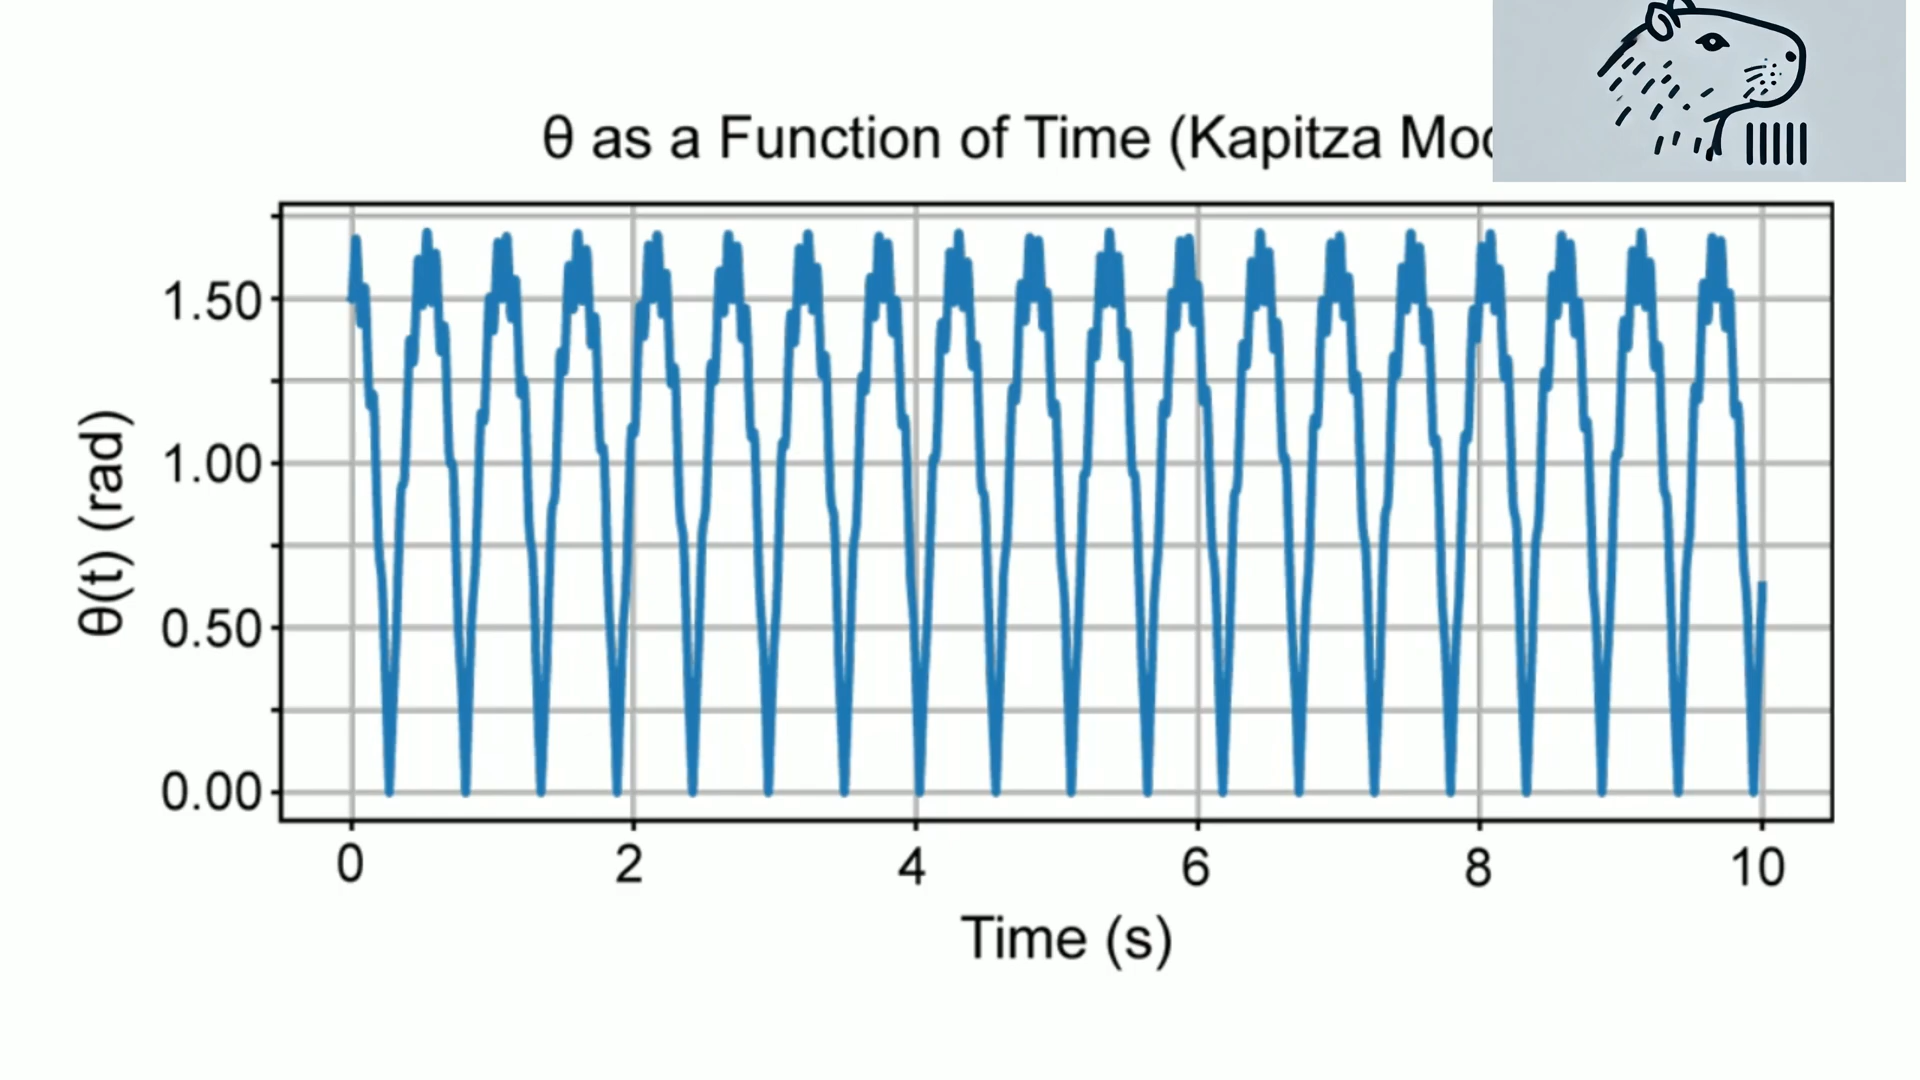 θ as a Function of Time (Kapitza
1.50
1.00
0.50
0.00
θ(t) (rad)
0 2 4 6 8 10
Time (s)